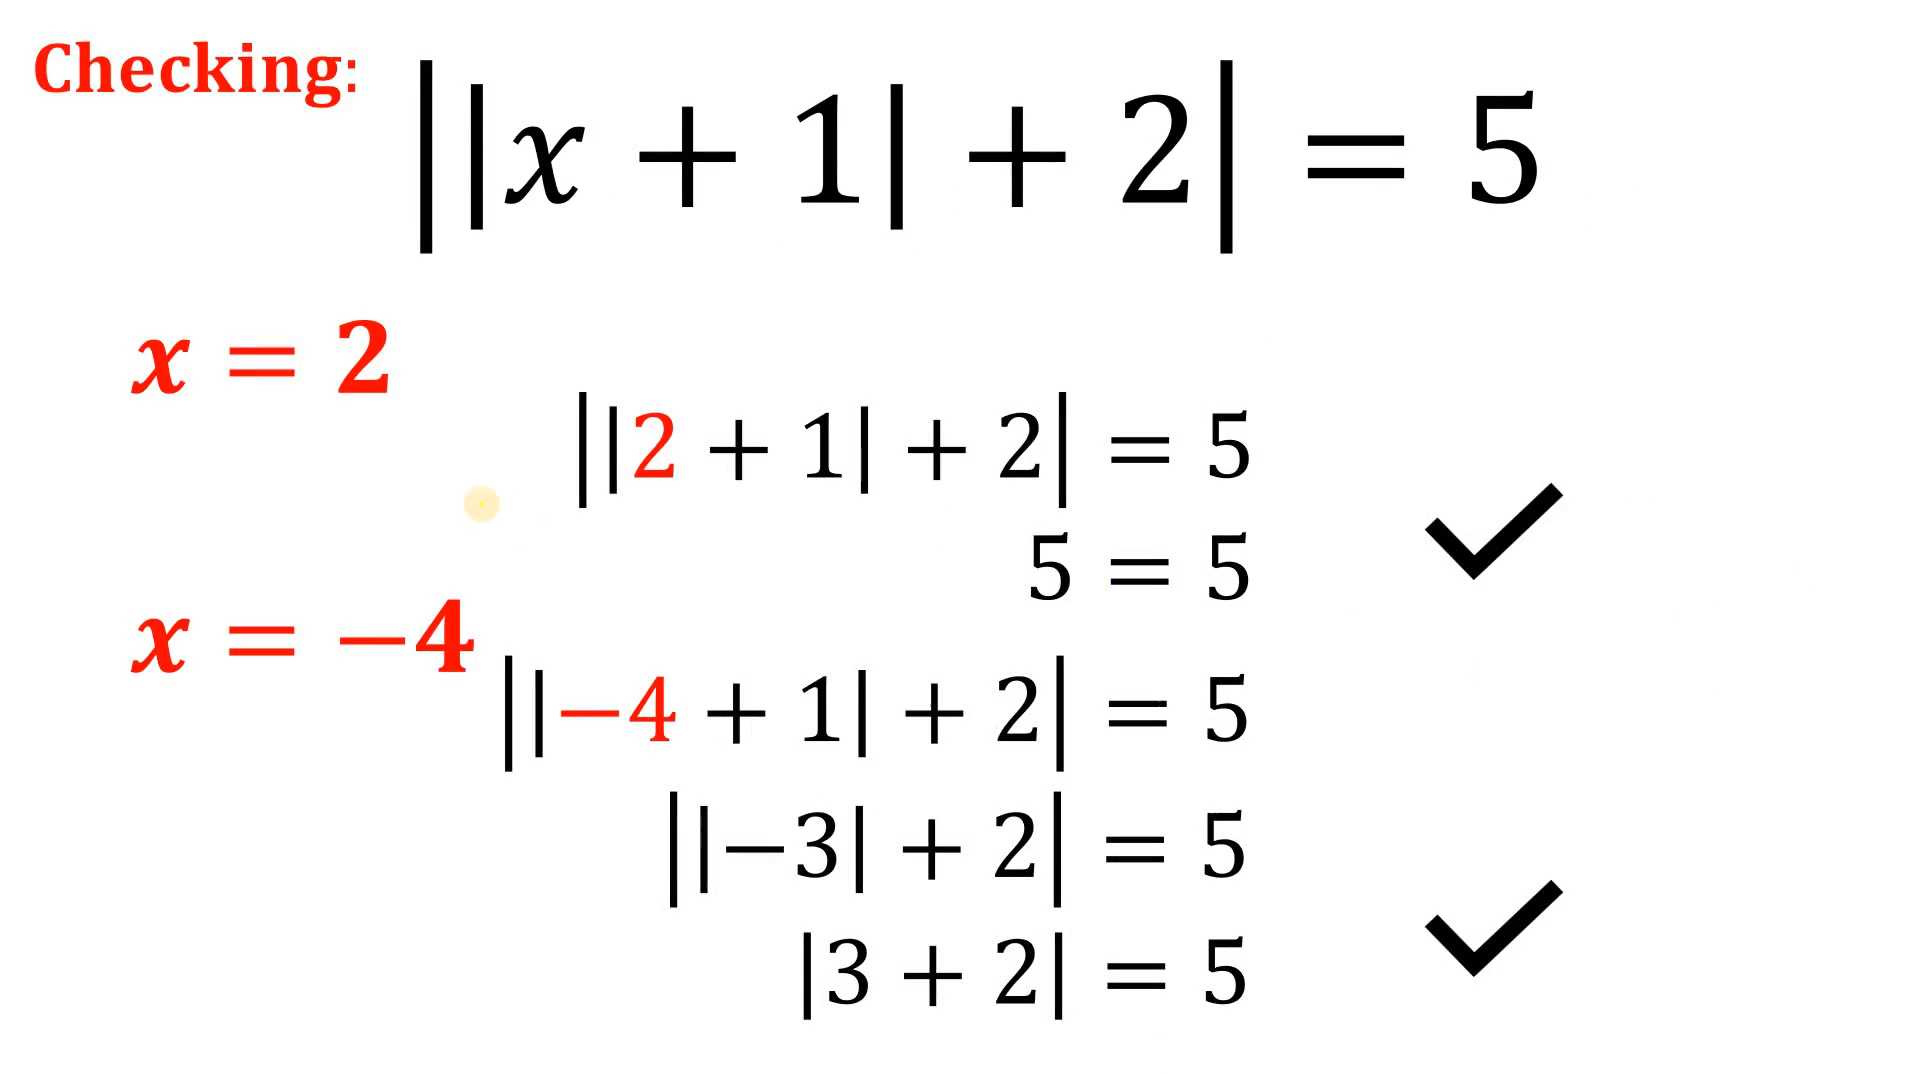 Checking:
||x + 1| + 2| = 5
x = 2
||2 + 1| + 2| = 5
5 = 5
x = −4
||−4 + 1| + 2| = 5
||−3| + 2| = 5
|3 + 2| = 5